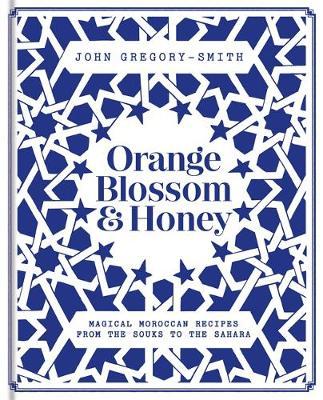 JOHN GREGORY-SMITH
Orange
Blossom
& Honey
MAGICAL MOROCCAN RECIPES
FROM THE SOUKS TO THE SAHARA